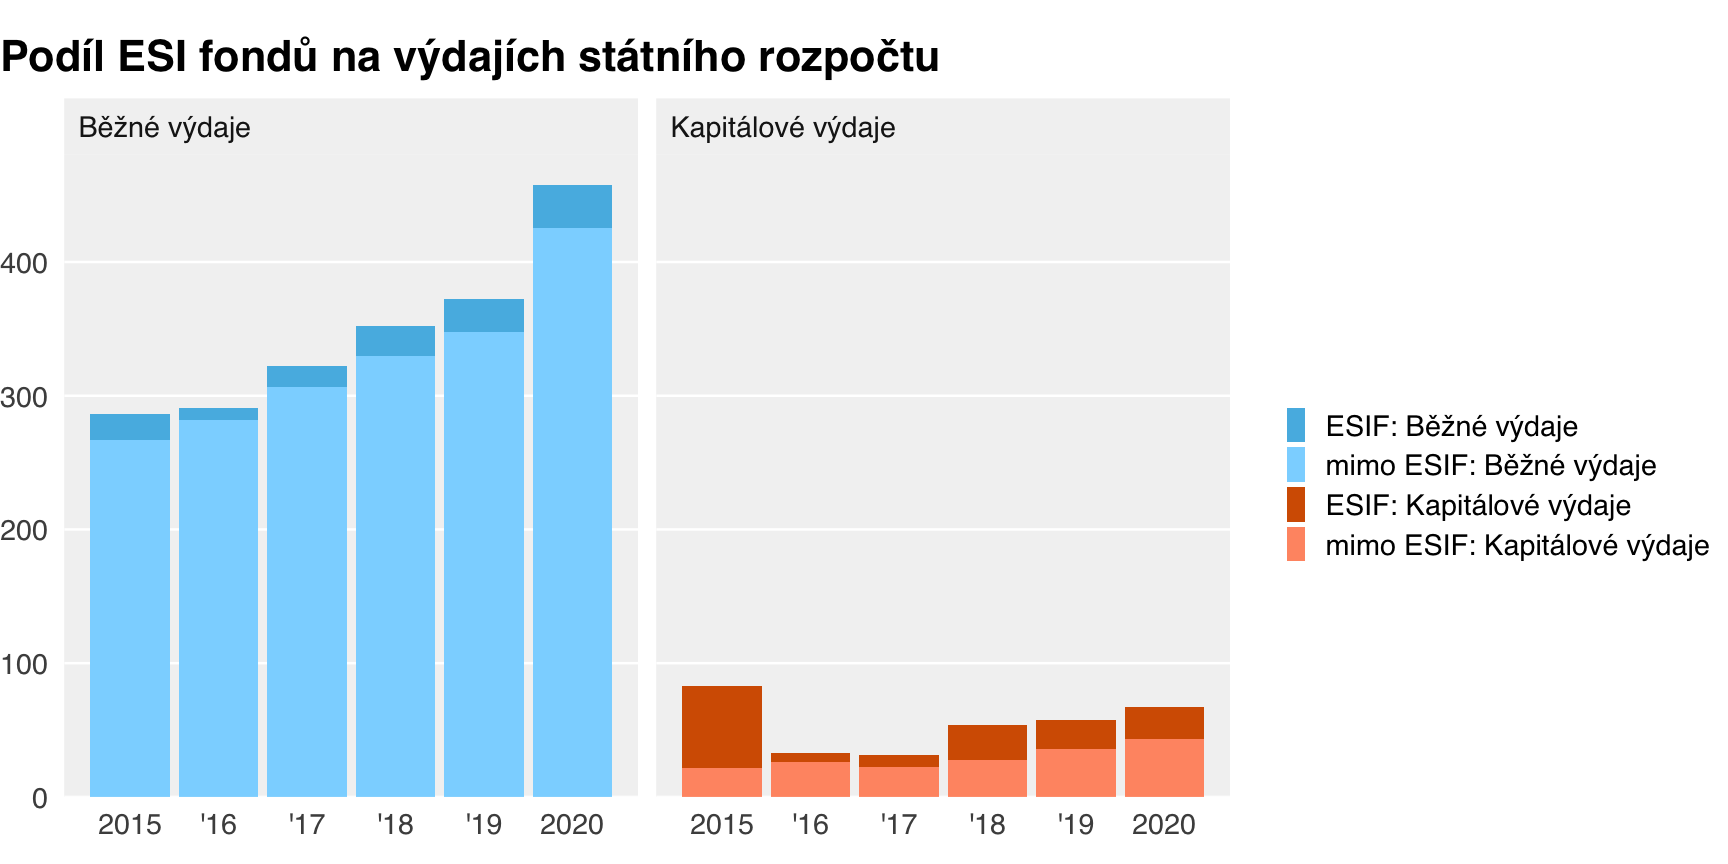 Podíl ESI fondů na výdajích státního rozpočtu
Běžné výdaje
Kapitálové výdaje
400
300
200
100
0
2015 '16 '17 '18 '19 2020
2015 '16 '17 '18 '19 2020
ESIF: Běžné výdaje
mimo ESIF: Běžné výdaje
ESIF: Kapitálové výdaje
mimo ESIF: Kapitálové výdaje